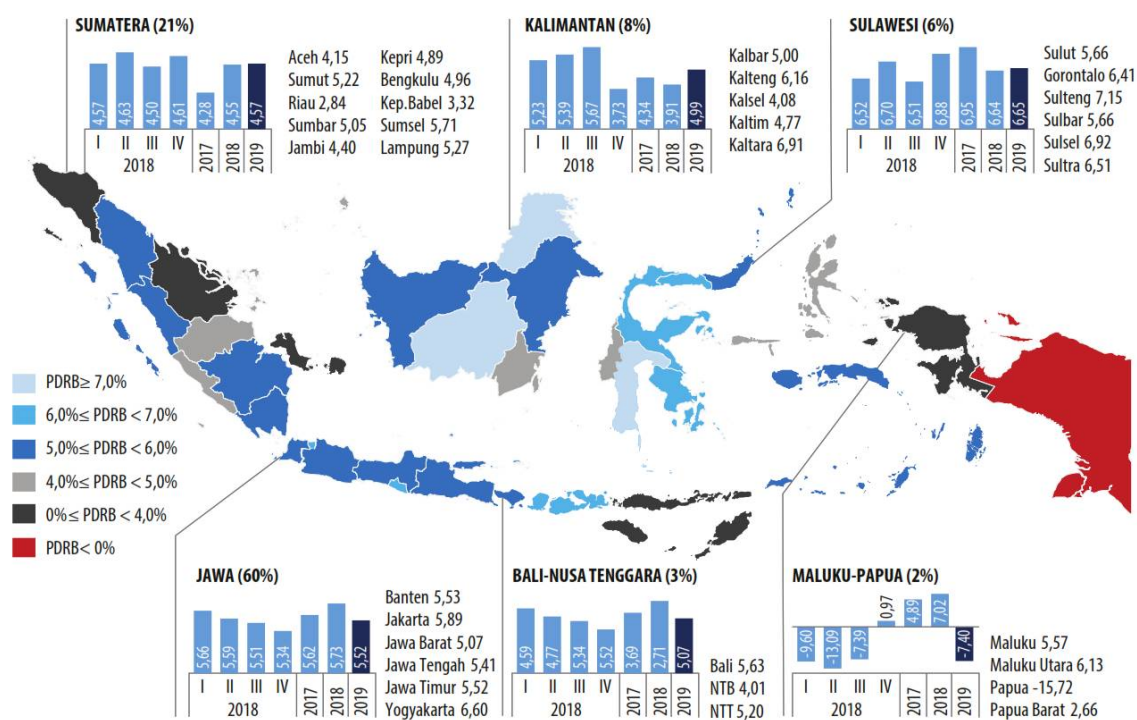 SUMATERA (21%)
4,57 4,63 4,50 4,61 4,28 4,55 4,57
I II III IV 2017 2018 2019
2018
Aceh 4,15
Sumut 5,22
Riau 2,84
Sumbar 5,05
Jambi 4,40
Kepri 4,89
Bengkulu 4,96
Kep.Babel 3,32
Sumsel 5,71
Lampung 5,27
KALIMANTAN (8%)
5,23 5,39 5,67 3,73 4,34 3,91 4,99
I II III IV 2017 2018 2019
2018
Kalbar 5,00
Kalteng 6,16
Kalsel 4,08
Kaltim 4,77
Kaltara 6,91
SULAWESI (6%)
6,52 6,70 6,51 6,88 6,95 6,64 6,65
I II III IV 2017 2018 2019
2018
Sulut 5,66
Gorontalo 6,41
Sulteng 7,15
Sulbar 5,66
Sulsel 6,92
Sultra 6,51
PDRB≥ 7,0%
6,0%≤ PDRB < 7,0%
5,0%≤ PDRB < 6,0%
4,0%≤ PDRB < 5,0%
0%≤ PDRB < 4,0%
PDRB< 0%
JAWA (60%)
5,66 5,59 5,51 5,34 5,62 5,73 5,52
I II III IV 2017 2018 2019
2018
Banten 5,53
Jakarta 5,89
Jawa Barat 5,07
Jawa Tengah 5,41
Jawa Timur 5,52
Yogyakarta 6,60
BALI-NUSA TENGGARA (3%)
4,59 4,77 5,34 5,52 3,69 2,71 5,07
I II III IV 2017 2018 2019
2018
Bali 5,63
NTB 4,01
NTT 5,20
MALUKU-PAPUA (2%)
-9,60 -13,09 -7,39 0,97 4,89 7,02 -7,40
I II III IV 2017 2018 2019
2018
Maluku 5,57
Maluku Utara 6,13
Papua -15,72
Papua Barat 2,66